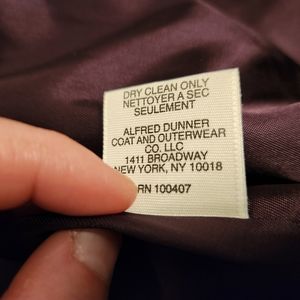 DRY CLEAN ONLY
NETTOYER A SEC
SEULEMENT
ALFRED DUNNER
COAT AND OUTERWEAR
CO. LLC
1411 BROADWAY
NEW YORK, NY 10018
RN 100407